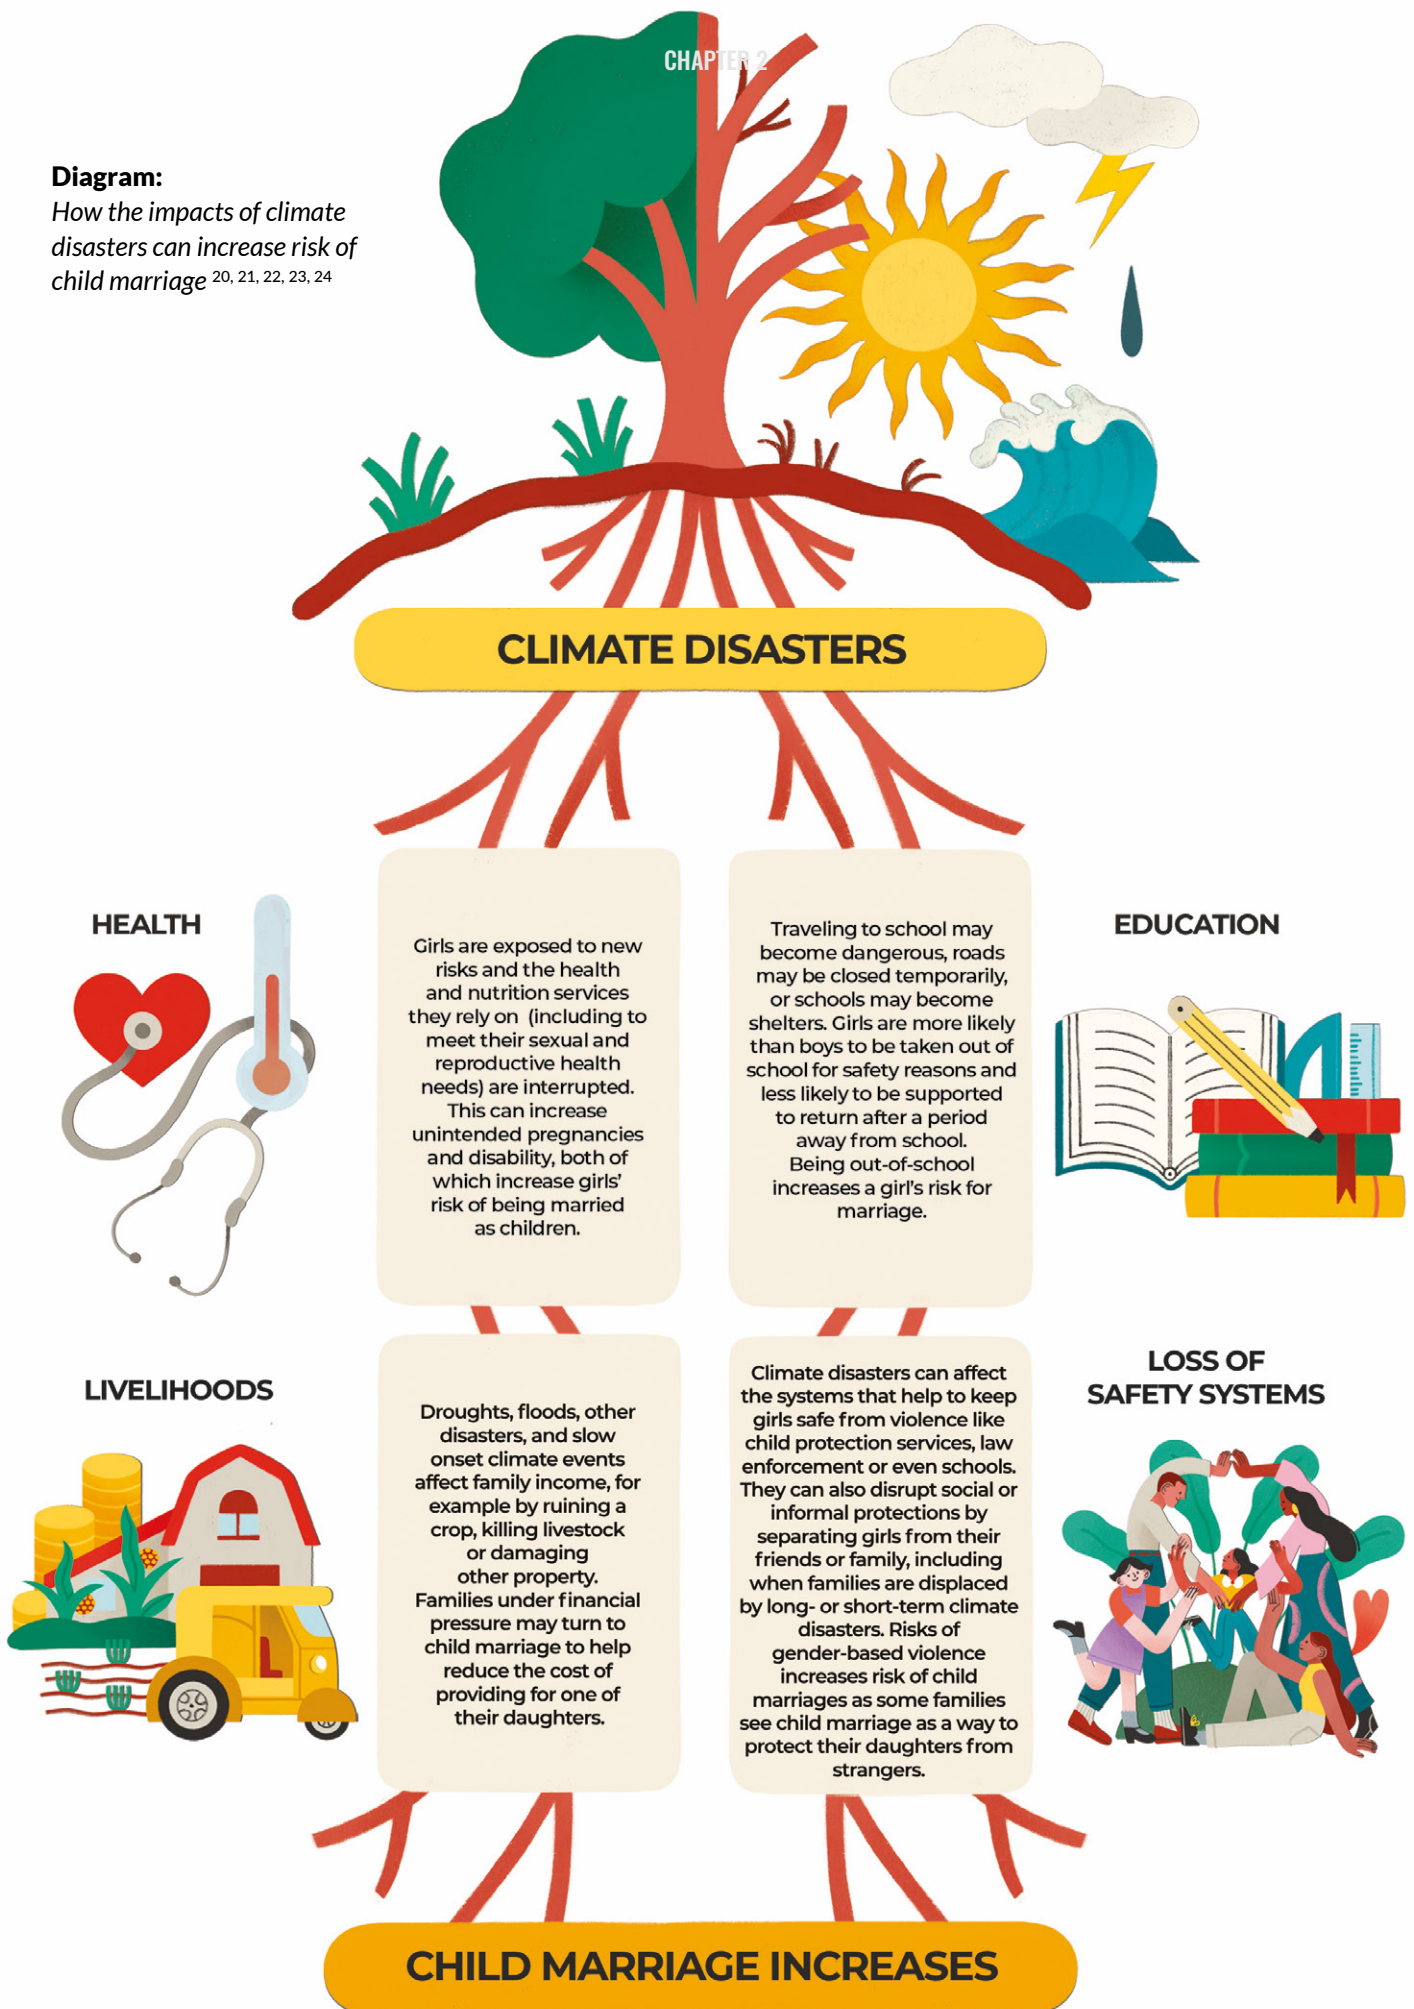 CHAPTER 2
Diagram:
How the impacts of climate
disasters can increase risk of
child marriage 20, 21, 22, 23, 24
CLIMATE DISASTERS
HEALTH
Girls are exposed to new
risks and the health
and nutrition services
they rely on (including to
meet their sexual and
reproductive health
needs) are interrupted.
This can increase
unintended pregnancies
and disability, both of
which increase girls’
risk of being married
as children.
EDUCATION
Traveling to school may
become dangerous, roads
may be closed temporarily,
or schools may become
shelters. Girls are more likely
than boys to be taken out of
school for safety reasons and
less likely to be supported
to return after a period
away from school.
Being out-of-school
increases a girl’s risk for
marriage.
LIVELIHOODS
Droughts, floods, other
disasters, and slow
onset climate events
affect family income, for
example by ruining a
crop, killing livestock
or damaging
other property.
Families under financial
pressure may turn to
child marriage to help
reduce the cost of
providing for one of
their daughters.
LOSS OF
SAFETY SYSTEMS
Climate disasters can affect
the systems that help to keep
girls safe from violence like
child protection services, law
enforcement or even schools.
They can also disrupt social or
informal protections by
separating girls from their
friends or family, including
when families are displaced
by long- or short-term climate
disasters. Risks of
gender-based violence
increases risk of child
marriages as some families
see child marriage as a way to
protect their daughters from
strangers.
CHILD MARRIAGE INCREASES